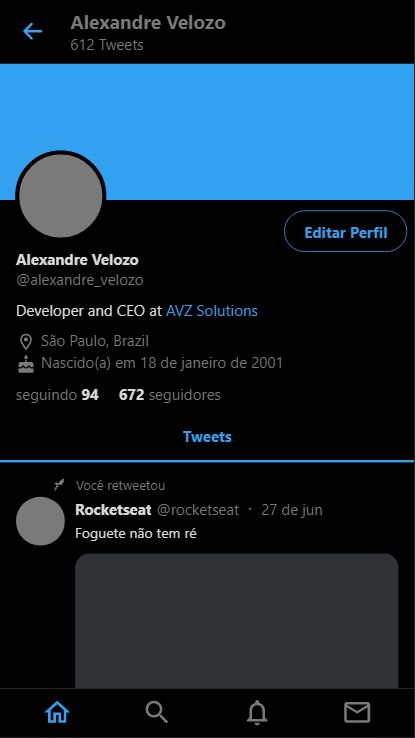 Alexandre Velozo
612 Tweets
Editar Perfil
Alexandre Velozo
@alexandre_velozo
Developer and CEO at AVZ Solutions
São Paulo, Brazil
Nascido(a) em 18 de janeiro de 2001
seguindo 94 672 seguidores
Tweets
Você retweetou
Rocketseat @rocketseat · 27 de jun
Foguete não tem ré